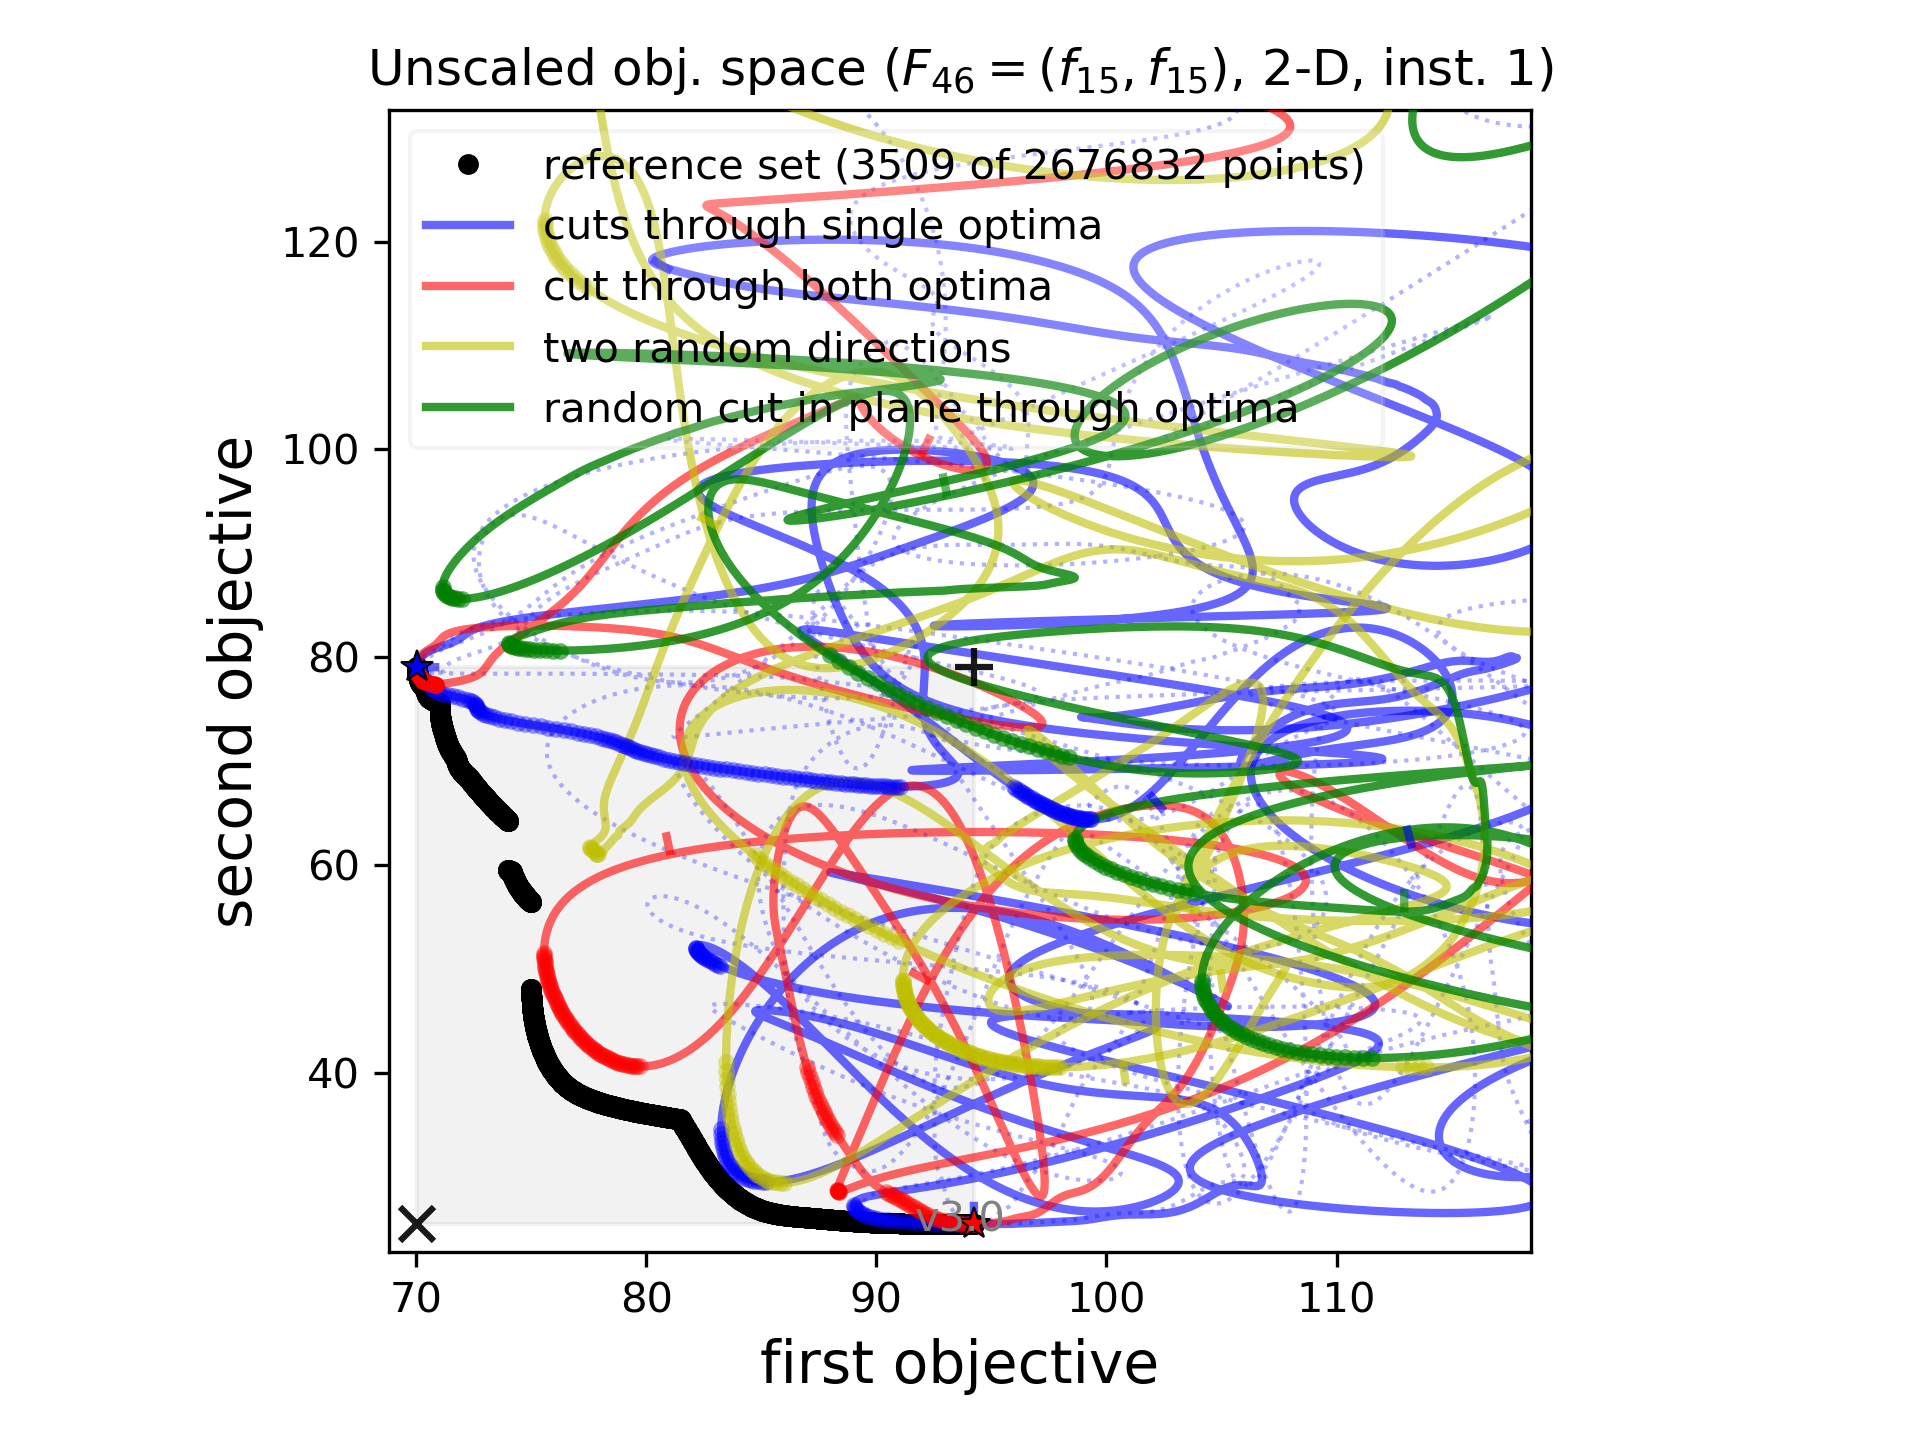 Unscaled obj. space (F46 = (f15, f15), 2-D, inst. 1)
reference set (3509 of 2676832 points)
cuts through single optima
cut through both optima
two random directions
random cut in plane through optima
120
100
80
60
40
second objective
v3.0
70 80 90 100 110
first objective